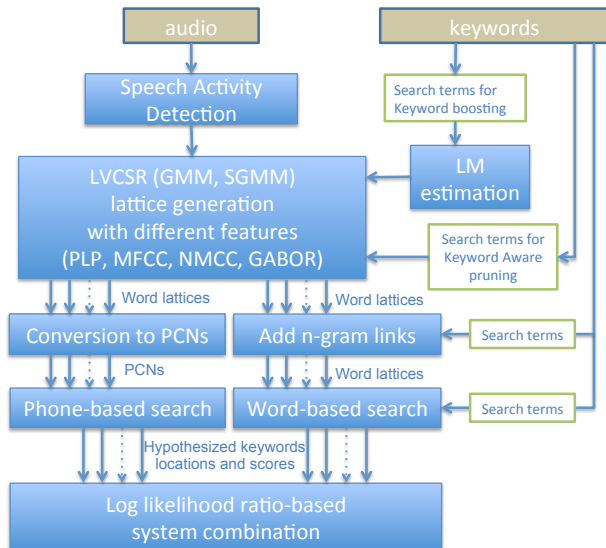 audio
keywords
Speech Activity
Detection
Search terms for
Keyword boosting
LVCSR (GMM, SGMM)
lattice generation
with different features
(PLP, MFCC, NMCC, GABOR)
LM
estimation
Search terms for
Keyword Aware
pruning
Word lattices
Word lattices
Conversion to PCNs
Add n-gram links
Search terms
PCNs
Word lattices
Phone-based search
Word-based search
Search terms
Hypothesized keywords
locations and scores
Log likelihood ratio-based
system combination